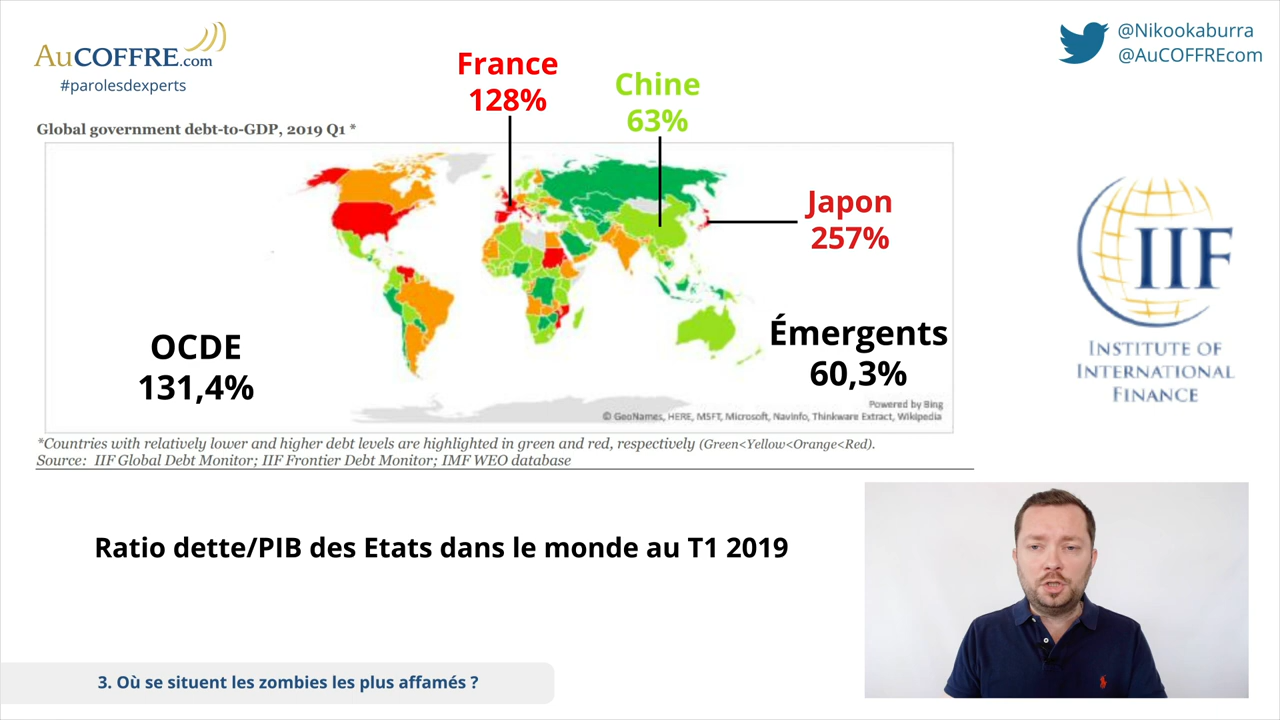 AuCOFFRE.com
#parolesdexperts
@Nikookaburra
@AuCOFFREcom
France
128%
Chine
63%
Global government debt-to-GDP, 2019 Q1 *
Japon
257%
OCDE
131,4%
Émergents
60,3%
Powered by Bing
© GeoNames, HERE, MSFT, Microsoft, NavInfo, Thinkware Extract, Wikipedia
IIF
INSTITUTE OF
INTERNATIONAL
FINANCE
*Countries with relatively lower and higher debt levels are highlighted in green and red, respectively (Green<Yellow<Orange<Red).
Source: IIF Global Debt Monitor; IIF Frontier Debt Monitor; IMF WEO database
Ratio dette/PIB des Etats dans le monde au T1 2019
3. Où se situent les zombies les plus affamés ?